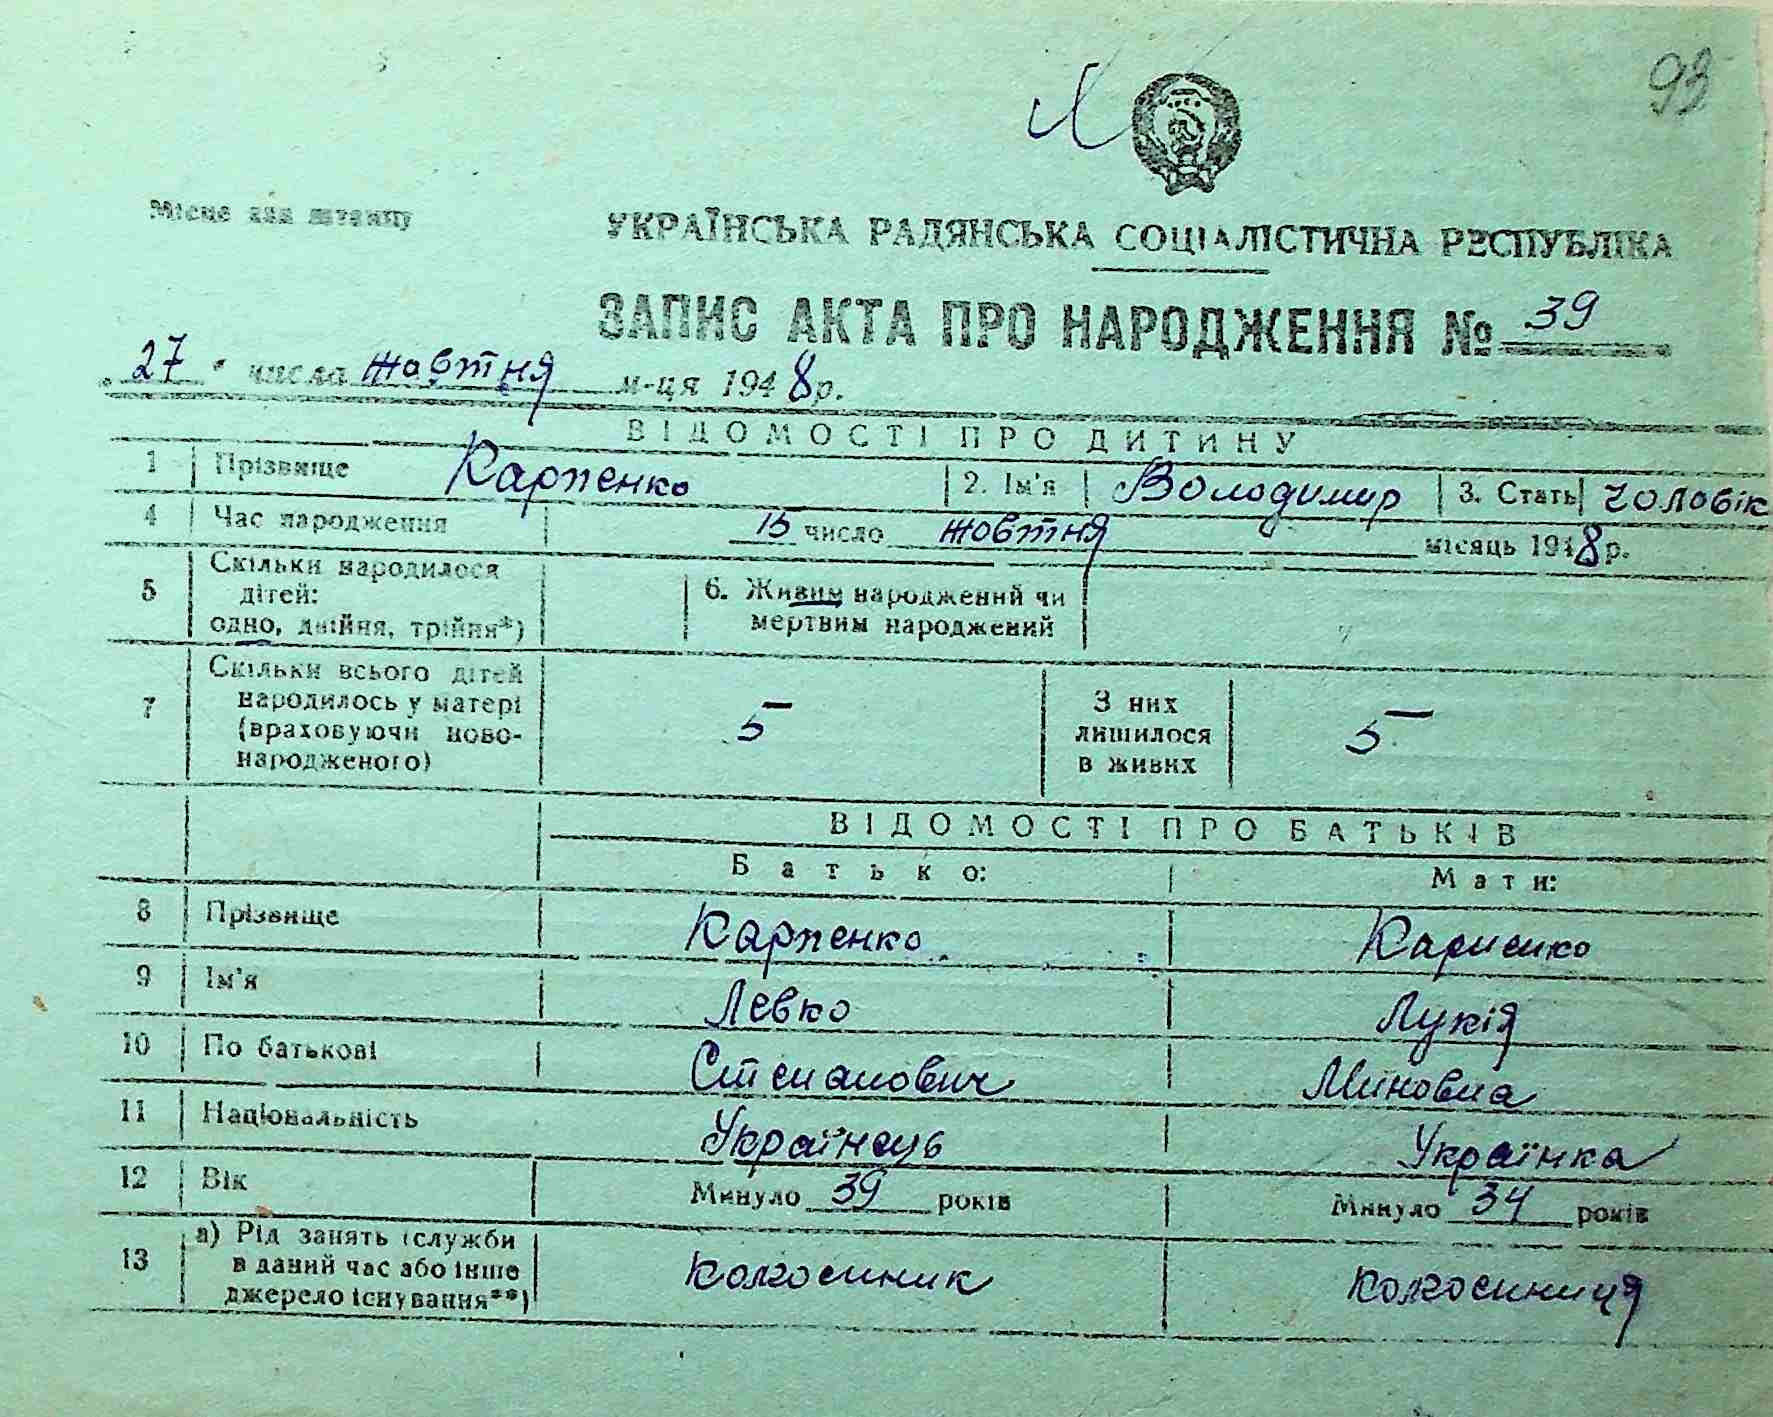 93
Місце для штампу
УКРАЇНСЬКА РАДЯНСЬКА СОЦІАЛІСТИЧНА РЕСПУБЛІКА
ЗАПИС АКТА ПРО НАРОДЖЕННЯ № 39
27 числа жовтня м-ця 1948 р.
ВІДОМОСТІ ПРО ДИТИНУ
1 Прізвище Карпенко 2. Ім'я Володимир 3. Стать чоловік
4 Час народження 15 число жовтня місяць 1948 р.
5 Скільки народилося
дітей:
одно, двійня, трійня*)
6. Живим народжений чи
мертвим народжений
7 Скільки всього дітей
народилось у матері
(враховуючи ново-
народженого)
5
З них
лишилося
в живих
5
ВІДОМОСТІ ПРО БАТЬКІВ
Батько: Мати:
8 Прізвище Карпенко Карпенко
9 Ім'я Левко Лукія
10 По батькові Степанович Миновна
11 Національність Українець Українка
12 Вік Минуло 39 років Минуло 34 років
13 а) Рід занять (служби
в даний час або інше
джерело існування**)
колгоспник колгоспниця